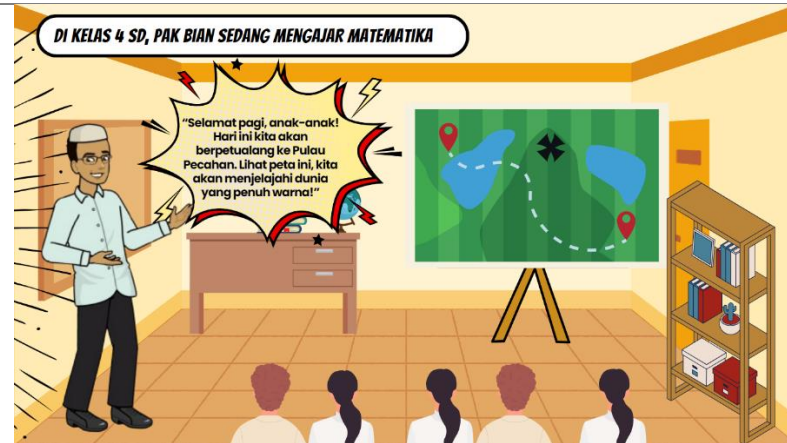 DI KELAS 4 SD, PAK BIAN SEDANG MENGAJAR MATEMATIKA
"Selamat pagi, anak-anak!
Hari ini kita akan
berpetualang ke Pulau
Pecahan. Lihat peta ini, kita
akan menjelajahi dunia
yang penuh warna!"